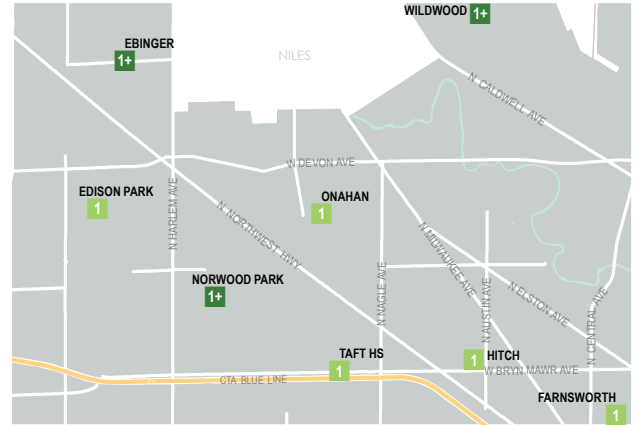 WILDWOOD
1+
EBINGER
1+
NILES
N CALDWELL AVE
W DEVON AVE
EDISON PARK
1
N HARLEM AVE
ONAHAN
1
N NORTHWEST HWY
N MILWAUKEE AVE
NORWOOD PARK
1+
N NAGLE AVE
N AUSTIN AVE
N ELSTON AVE
N CENTRAL AVE
TAFT HS
1
HITCH
1
W BRYN MAWR AVE
CTA BLUE LINE
FARNSWORTH
1